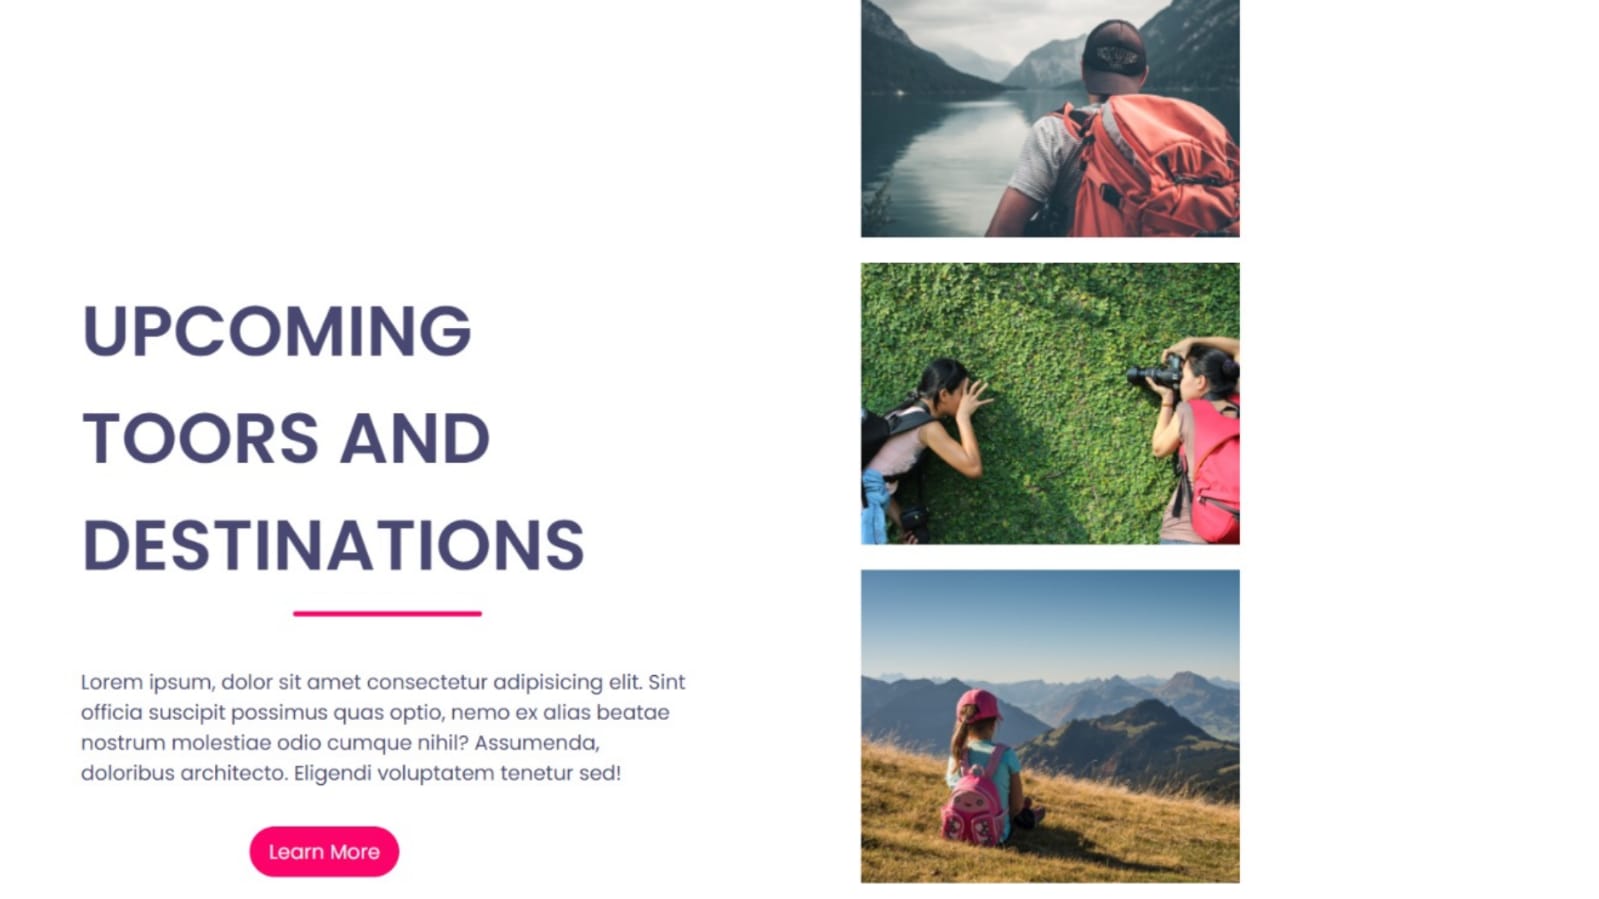 UPCOMING
TOORS AND
DESTINATIONS
Lorem ipsum, dolor sit amet consectetur adipisicing elit. Sint
officia suscipit possimus quas optio, nemo ex alias beatae
nostrum molestiae odio cumque nihil? Assumenda,
doloribus architecto. Eligendi voluptatem tenetur sed!
Learn More